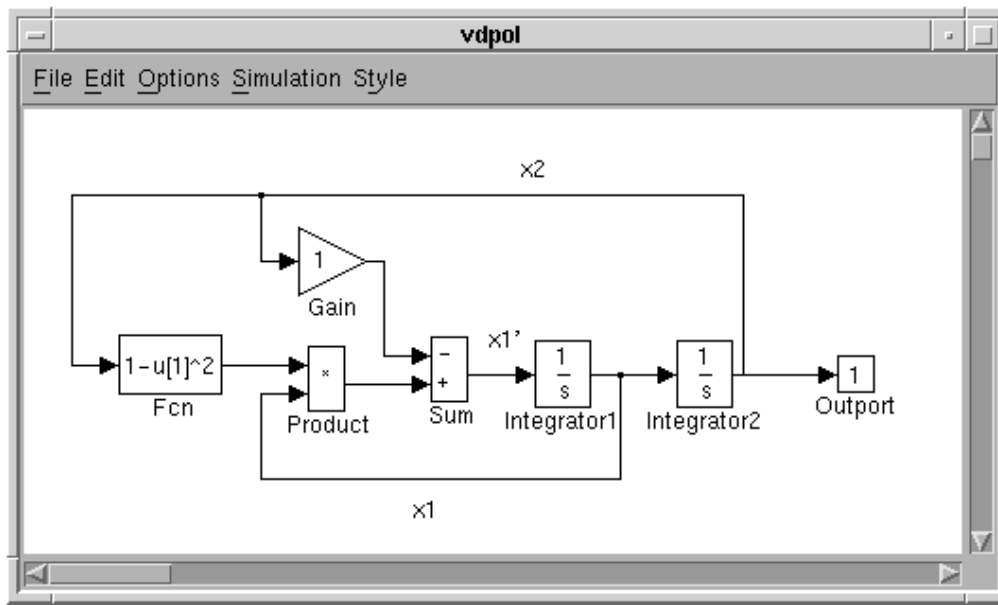 vdpol
File Edit Options Simulation Style
x2
1
Gain
1-u[1]^2
Fcn
*
Product
-
+
Sum
x1'
1
s
Integrator1
1
s
Integrator2
1
Outport
x1